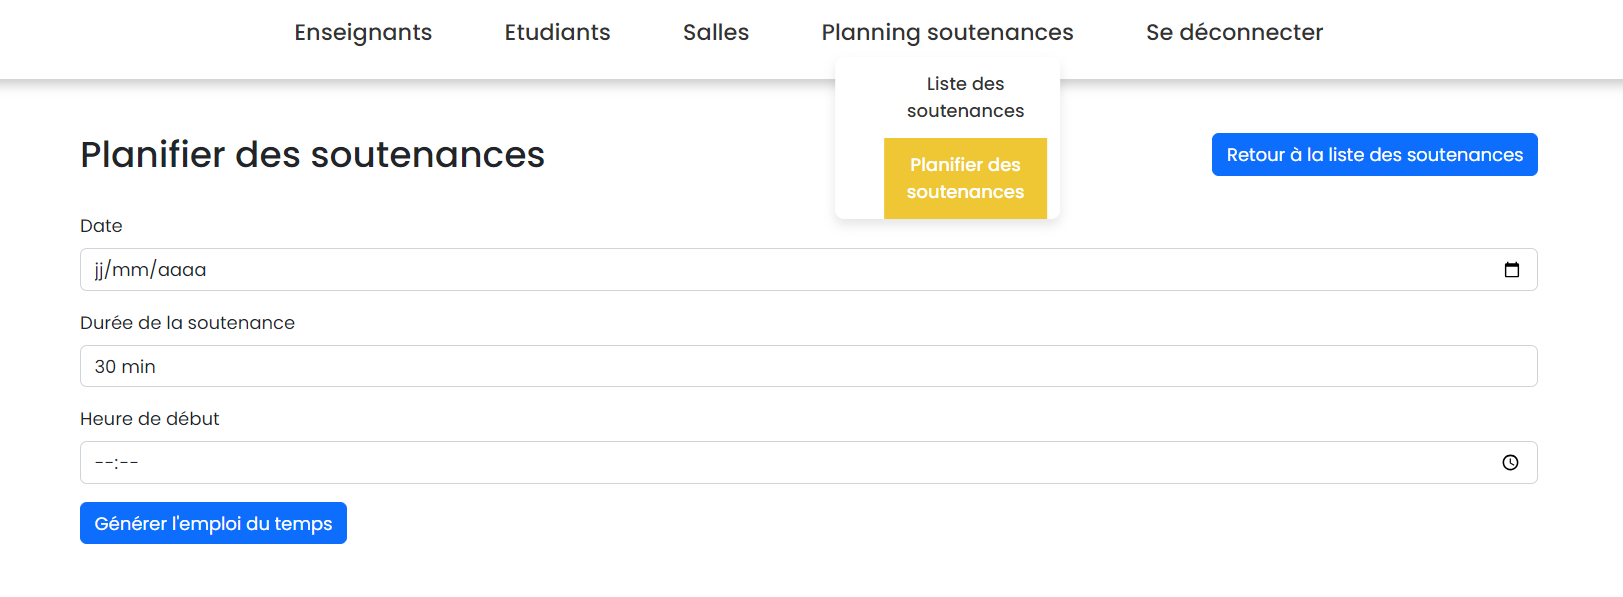 Enseignants Etudiants Salles Planning soutenances Se déconnecter
Liste des
soutenances
Planifier des
soutenances
Planifier des soutenances
Retour à la liste des soutenances
Date
jj/mm/aaaa
Durée de la soutenance
30 min
Heure de début
--:--
Générer l'emploi du temps